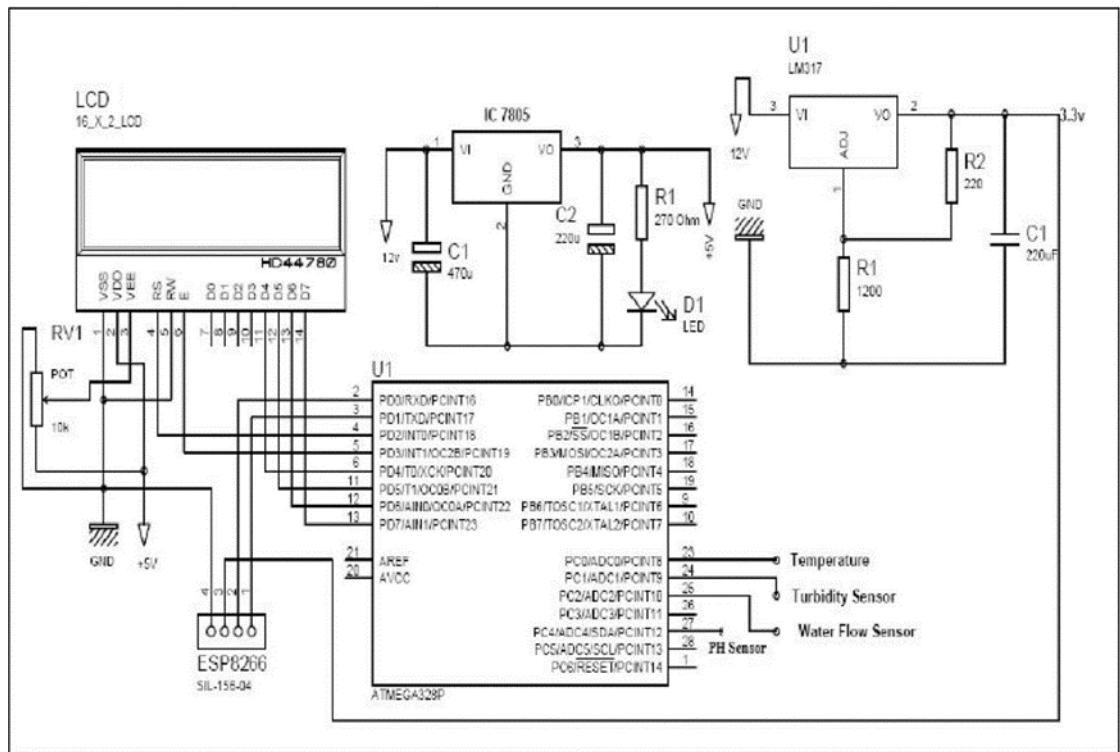 LCD
16_X_2_LCD
HD44780
VSS VDD VEE RS RW E D0 D1 D2 D3 D4 D5 D6 D7
1 2 3 4 5 6 7 8 9 10 11 12 13 14
RV1
POT
10k
GND
+5V
IC 7805
1 VI VO 3
GND
2
12v
C1
470u
C2
220u
R1
270 Ohm
+5V
D1
LED
U1
LM317
3 VI VO 2
ADJ
1
12V
3.3v
R2
220
GND
R1
1200
C1
220uF
U1
2 PD0/RXD/PCINT16 PB0/ICP1/CLKO/PCINT0 14
3 PD1/TXD/PCINT17 PB1/OC1A/PCINT1 15
4 PD2/INT0/PCINT18 PB2/SS/OC1B/PCINT2 16
5 PD3/INT1/OC2B/PCINT19 PB3/MOSI/OC2A/PCINT3 17
6 PD4/T0/XCK/PCINT20 PB4/MISO/PCINT4 18
11 PD5/T1/OC0B/PCINT21 PB5/SCK/PCINT5 19
12 PD6/AIN0/OC0A/PCINT22 PB6/TOSC1/XTAL1/PCINT6 9
13 PD7/AIN1/PCINT23 PB7/TOSC2/XTAL2/PCINT7 10
21 AREF PC0/ADC0/PCINT8 23 Temperature
20 AVCC PC1/ADC1/PCINT9 24 Turbidity Sensor
PC2/ADC2/PCINT10 25 Water Flow Sensor
PC3/ADC3/PCINT11 26
PC4/ADC4/SDA/PCINT12 27 PH Sensor
PC5/ADC5/SCL/PCINT13 28
PC6/RESET/PCINT14 1
ATMEGA328P
4 3 2 1
ESP8266
SIL-156-04